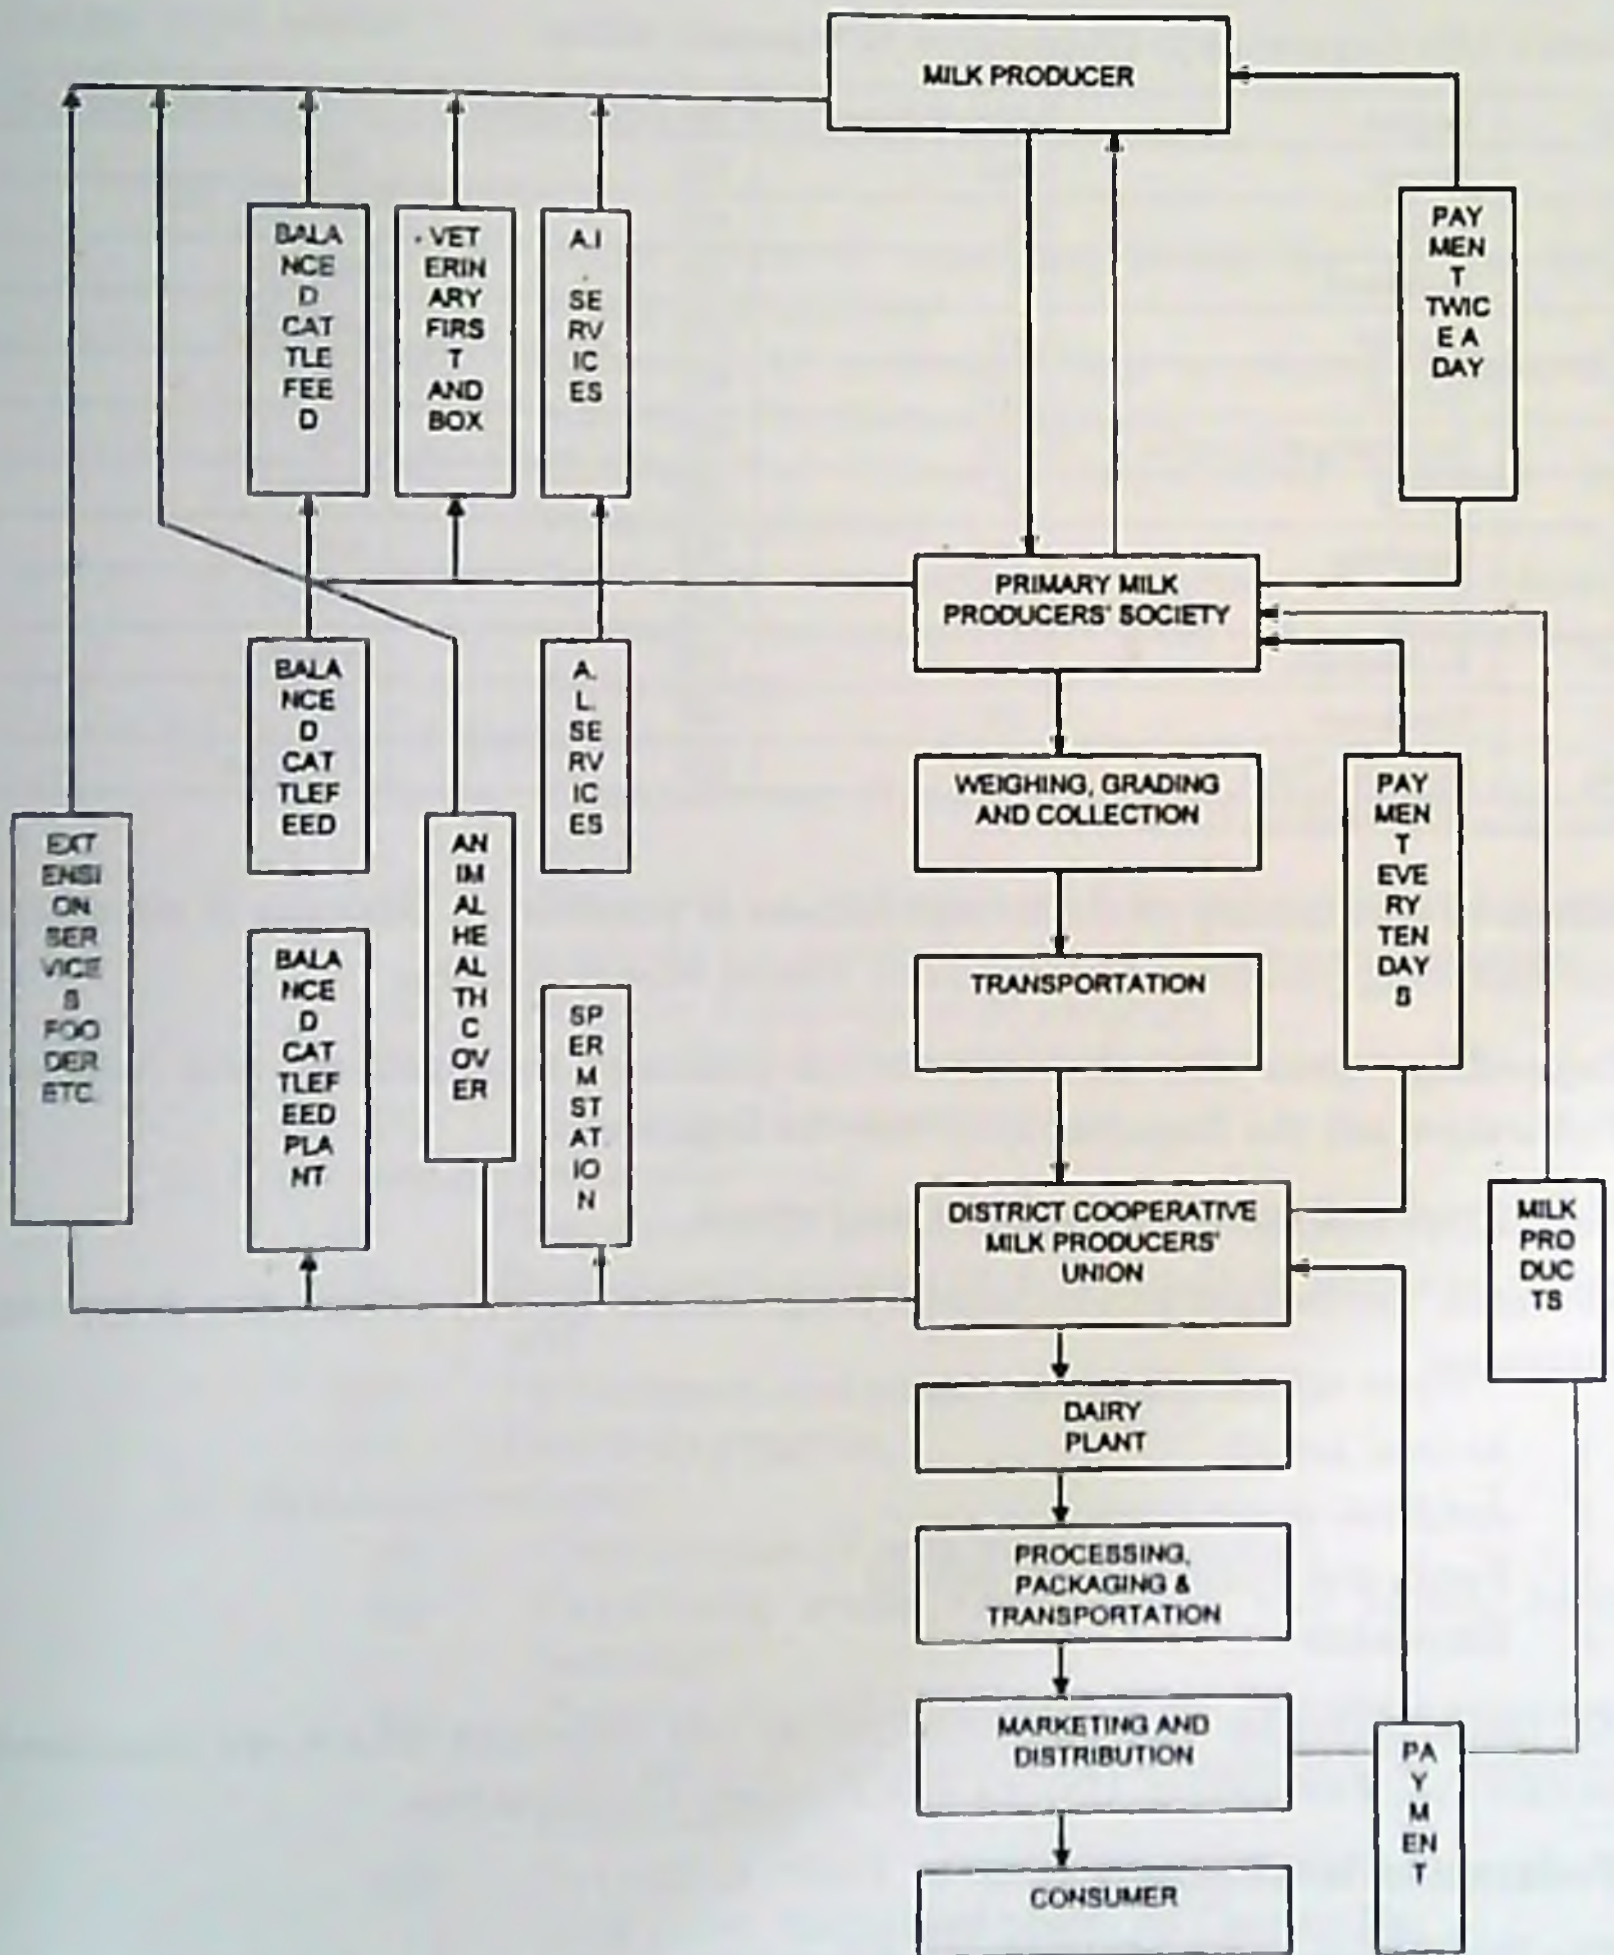 MILK PRODUCER
PAY
MEN
T
TWIC
E A
DAY
BALA
NCE
D
CAT
TLE
FEE
D
VET
ERIN
ARY
FIRS
T
AND
BOX
A.I
.
SE
RV
IC
ES
PRIMARY MILK
PRODUCERS' SOCIETY
BALA
NCE
D
CAT
TLEF
EED
A.
L.
SE
RV
IC
ES
WEIGHING, GRADING
AND COLLECTION
PAY
MEN
T
EVE
RY
TEN
DAY
S
EXT
ENSI
ON
SER
VICE
S
FOO
DER
ETC.
AN
IM
AL
HE
AL
TH
C
OV
ER
BALA
NCE
D
CAT
TLEF
EED
PLA
NT
TRANSPORTATION
SP
ER
M
ST
AT.
IO
N
DISTRICT COOPERATIVE
MILK PRODUCERS'
UNION
MILK
PRO
DUC
TS
DAIRY
PLANT
PROCESSING,
PACKAGING &
TRANSPORTATION
MARKETING AND
DISTRIBUTION
PA
Y
M
EN
T
CONSUMER